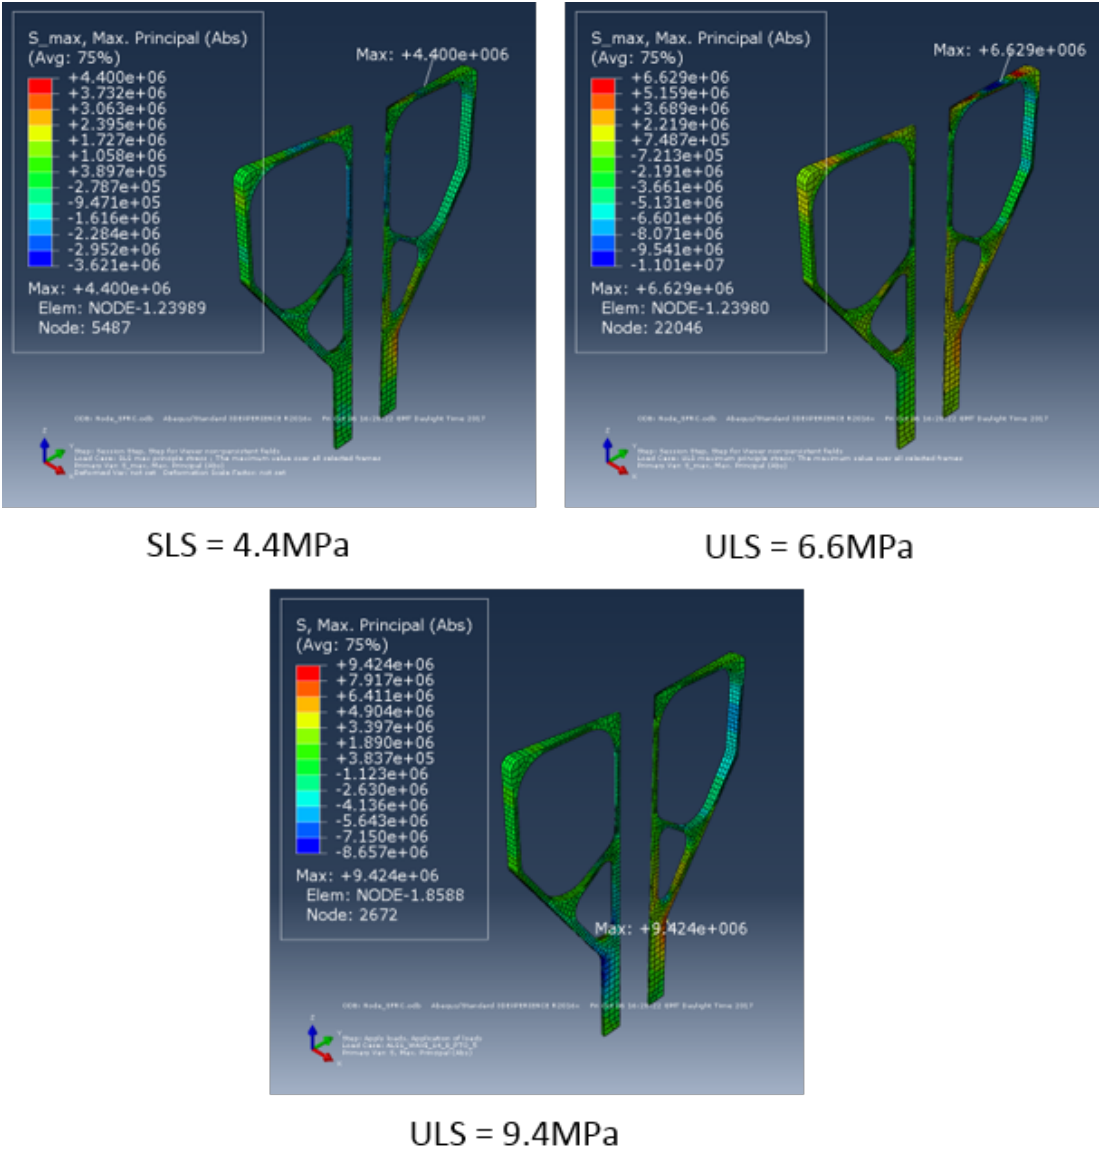 S_max, Max. Principal (Abs)
(Avg: 75%)
+4.400e+06
+3.732e+06
+3.063e+06
+2.395e+06
+1.727e+06
+1.058e+06
+3.897e+05
-2.787e+05
-9.471e+05
-1.616e+06
-2.284e+06
-2.952e+06
-3.621e+06
Max: +4.400e+06
Elem: NODE-1.23989
Node: 5487
Max: +4.400e+006
SLS = 4.4MPa
S_max, Max. Principal (Abs)
(Avg: 75%)
+6.629e+06
+5.159e+06
+3.689e+06
+2.219e+06
+7.487e+05
-7.213e+05
-2.191e+06
-3.661e+06
-5.131e+06
-6.601e+06
-8.071e+06
-9.541e+06
-1.101e+07
Max: +6.629e+06
Elem: NODE-1.23980
Node: 22046
Max: +6.629e+006
ULS = 6.6MPa
S, Max. Principal (Abs)
(Avg: 75%)
+9.424e+06
+7.917e+06
+6.411e+06
+4.904e+06
+3.397e+06
+1.890e+06
+3.837e+05
-1.123e+06
-2.630e+06
-4.136e+06
-5.643e+06
-7.150e+06
-8.657e+06
Max: +9.424e+06
Elem: NODE-1.8588
Node: 2672
Max: +9.424e+006
Step: Apply loads, Application of loads
ULS = 9.4MPa